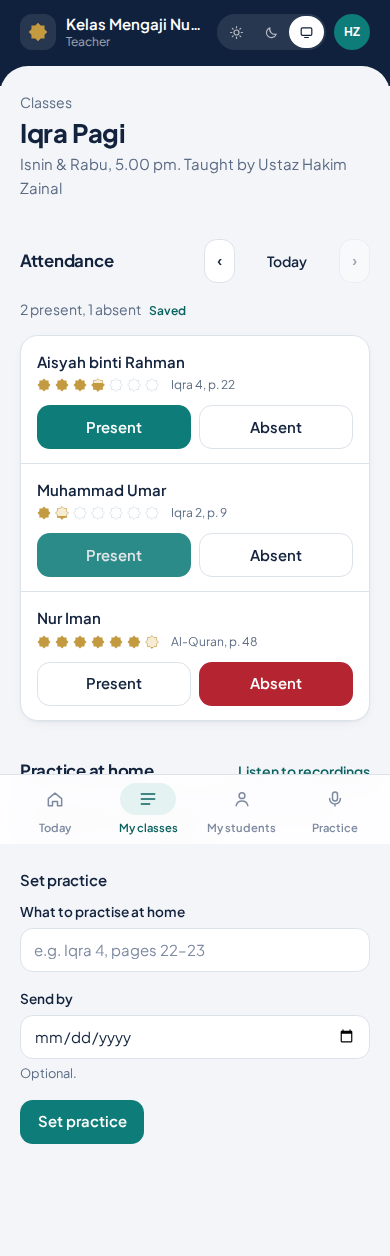 Kelas Mengaji Nu...
Teacher
HZ
Classes
Iqra Pagi
Isnin & Rabu, 5.00 pm. Taught by Ustaz Hakim
Zainal
Attendance
‹
Today
›
2 present, 1 absent Saved
Aisyah binti Rahman
Iqra 4, p. 22
Present
Absent
Muhammad Umar
Iqra 2, p. 9
Present
Absent
Nur Iman
Al-Quran, p. 48
Present
Absent
Practice at home
Listen to recordings
Today
My classes
My students
Practice
Set practice
What to practise at home
e.g. Iqra 4, pages 22–23
Send by
mm/dd/yyyy
Optional.
Set practice